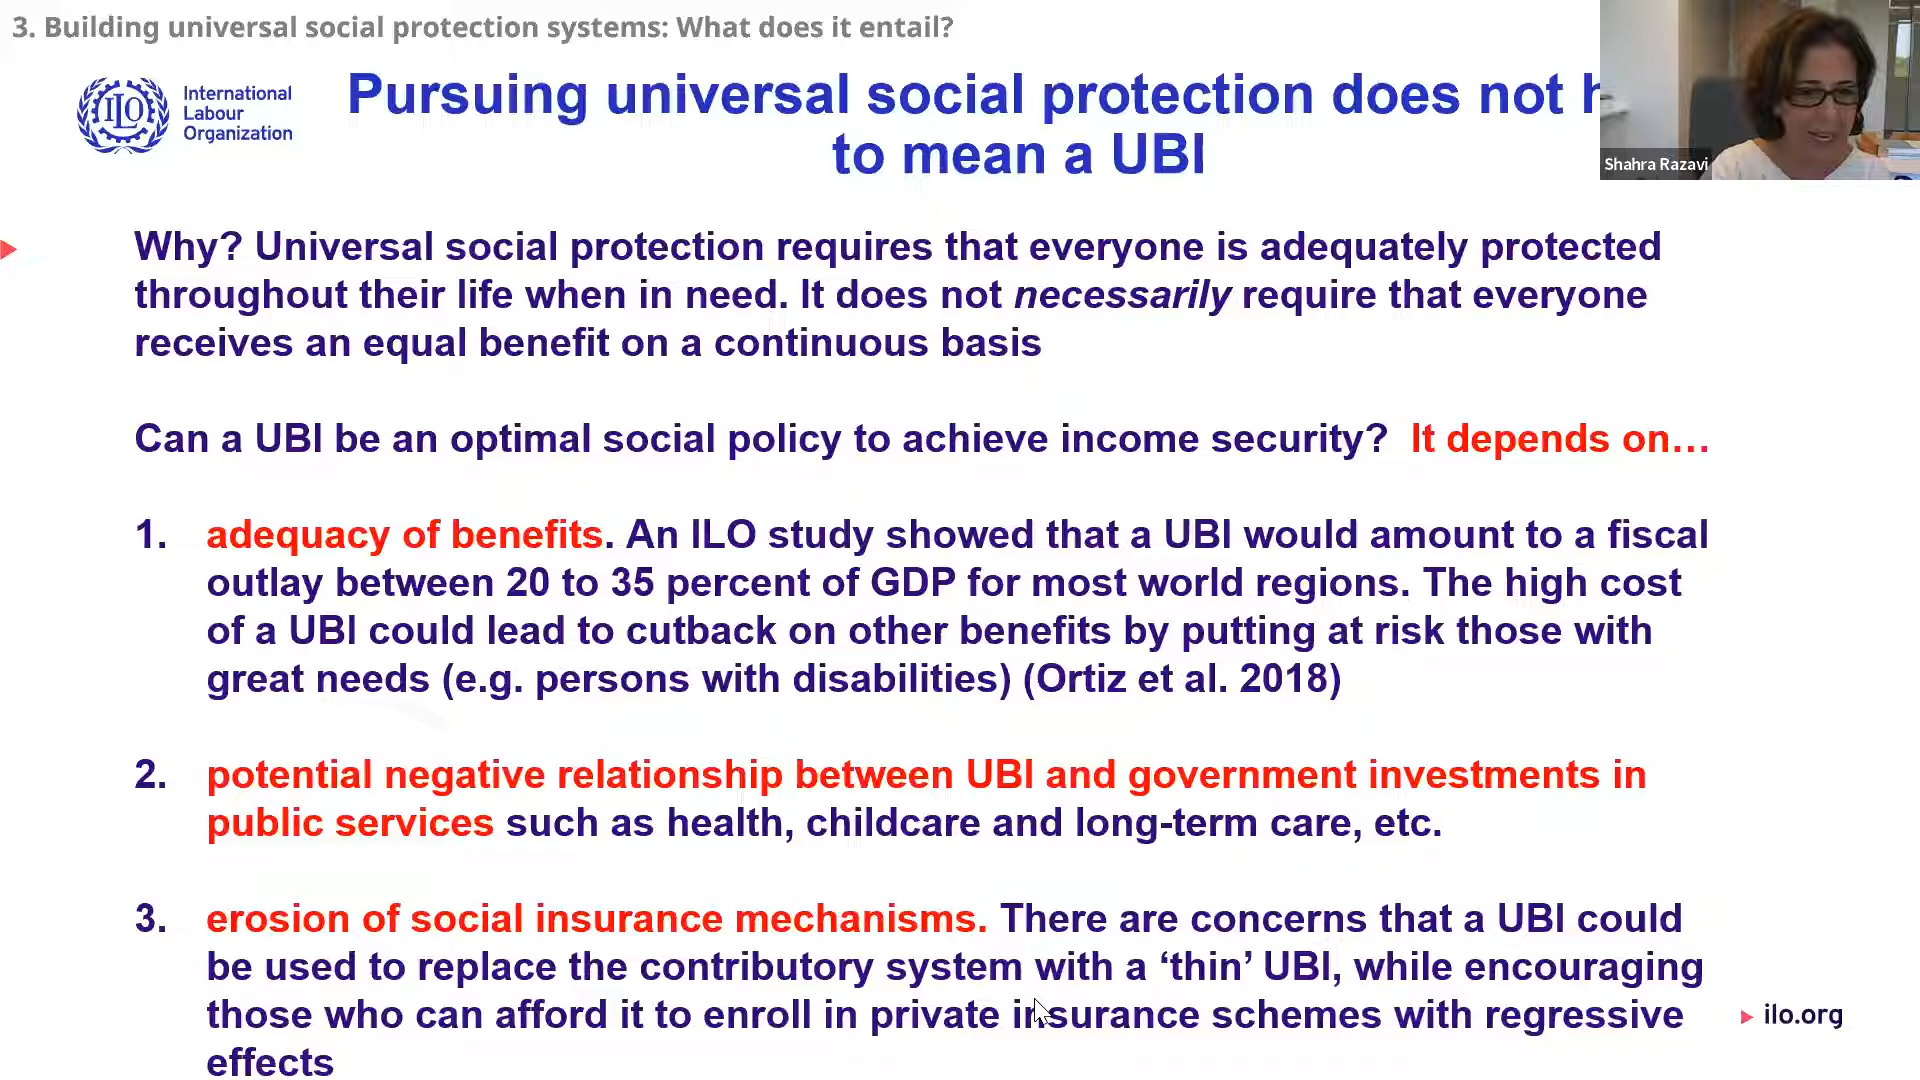 3. Building universal social protection systems: What does it entail?
ILO
International
Labour
Organization
Pursuing universal social protection does not
to mean a UBI
Shahra Razavi
Why? Universal social protection requires that everyone is adequately protected
throughout their life when in need. It does not necessarily require that everyone
receives an equal benefit on a continuous basis
Can a UBI be an optimal social policy to achieve income security? It depends on…
1. adequacy of benefits. An ILO study showed that a UBI would amount to a fiscal
outlay between 20 to 35 percent of GDP for most world regions. The high cost
of a UBI could lead to cutback on other benefits by putting at risk those with
great needs (e.g. persons with disabilities) (Ortiz et al. 2018)
2. potential negative relationship between UBI and government investments in
public services such as health, childcare and long-term care, etc.
3. erosion of social insurance mechanisms. There are concerns that a UBI could
be used to replace the contributory system with a ‘thin’ UBI, while encouraging
those who can afford it to enroll in private insurance schemes with regressive
effects
ilo.org